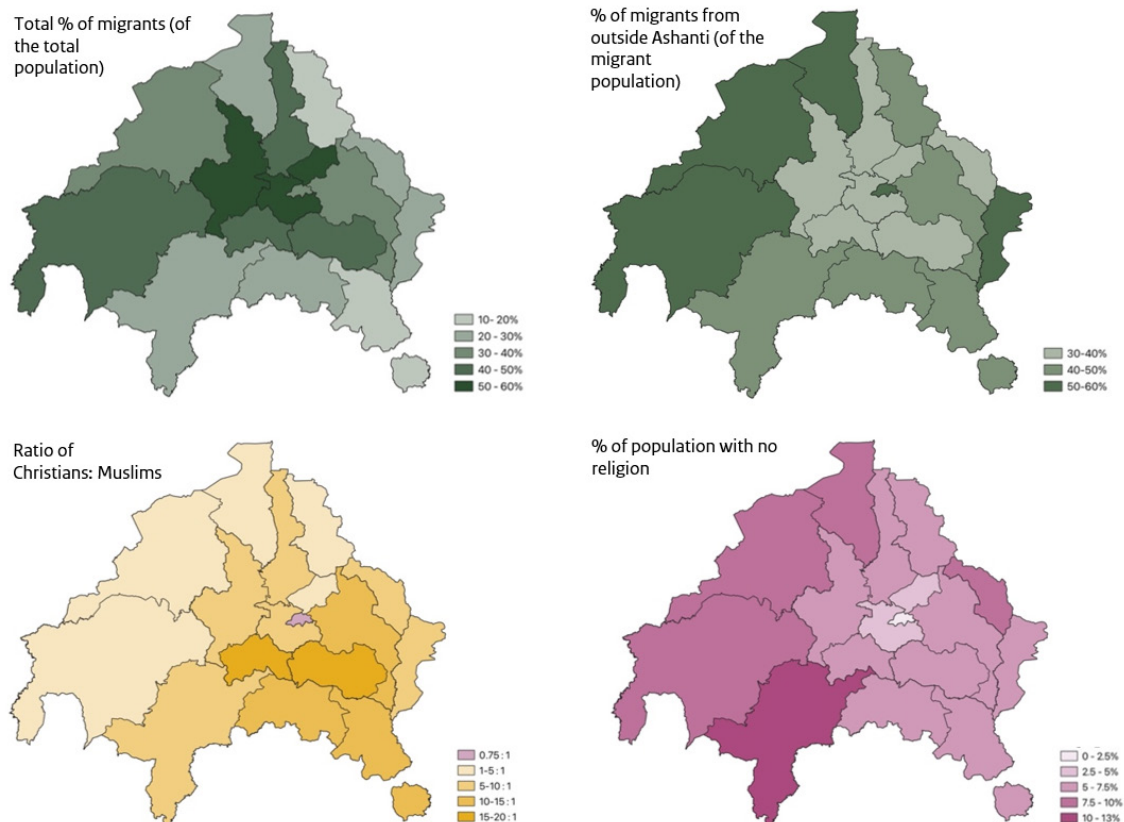 Total % of migrants (of
the total
population)
10- 20%
20 - 30%
30 - 40%
40 - 50%
50 - 60%
% of migrants from
outside Ashanti (of the
migrant
population)
30-40%
40-50%
50-60%
Ratio of
Christians: Muslims
0.75 : 1
1-5 : 1
5-10 : 1
10-15 : 1
15-20 : 1
% of population with no
religion
0 - 2.5%
2.5 - 5%
5 - 7.5%
7.5 - 10%
10 - 13%